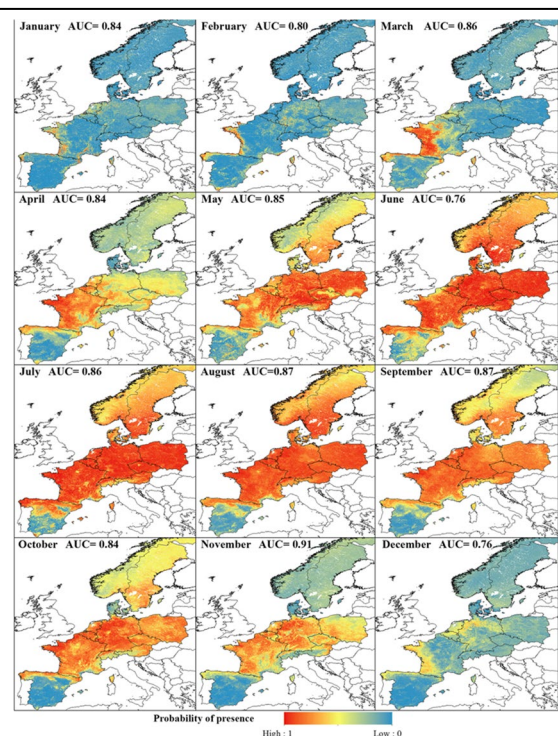 January AUC= 0.84 February AUC= 0.80 March AUC= 0.86
April AUC= 0.84 May AUC= 0.85 June AUC= 0.76
July AUC= 0.86 August AUC=0.87 September AUC= 0.87
October AUC= 0.84 November AUC= 0.91 December AUC= 0.76
Probability of presence
High : 1 Low : 0